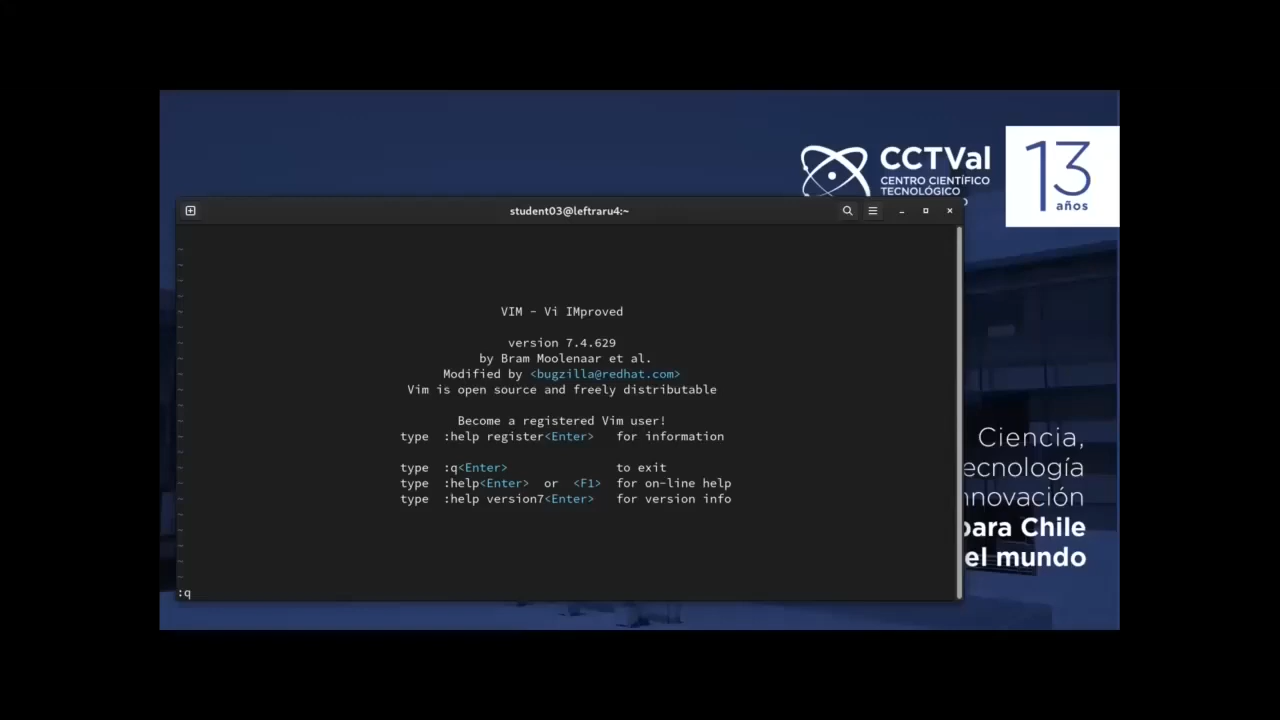 CCTVal
CENTRO CIENTÍFICO
TECNOLÓGICO
13
años
student03@leftraru4:~
~
~
~
~
~
~
~
VIM - Vi IMproved
~
~
version 7.4.629
~
by Bram Moolenaar et al.
~
Modified by <bugzilla@redhat.com>
~
Vim is open source and freely distributable
~
~
Become a registered Vim user!
~
type :help register<Enter> for information
~
~
type :q<Enter> to exit
~
type :help<Enter> or <F1> for on-line help
~
type :help version7<Enter> for version info
~
~
~
~
~
:q
Ciencia,
ecnología
nnovación
para Chile
el mundo